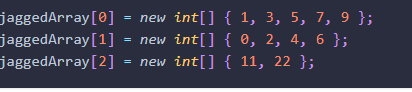 jaggedArray[0] = new int[] { 1, 3, 5, 7, 9 };
jaggedArray[1] = new int[] { 0, 2, 4, 6 };
jaggedArray[2] = new int[] { 11, 22 };